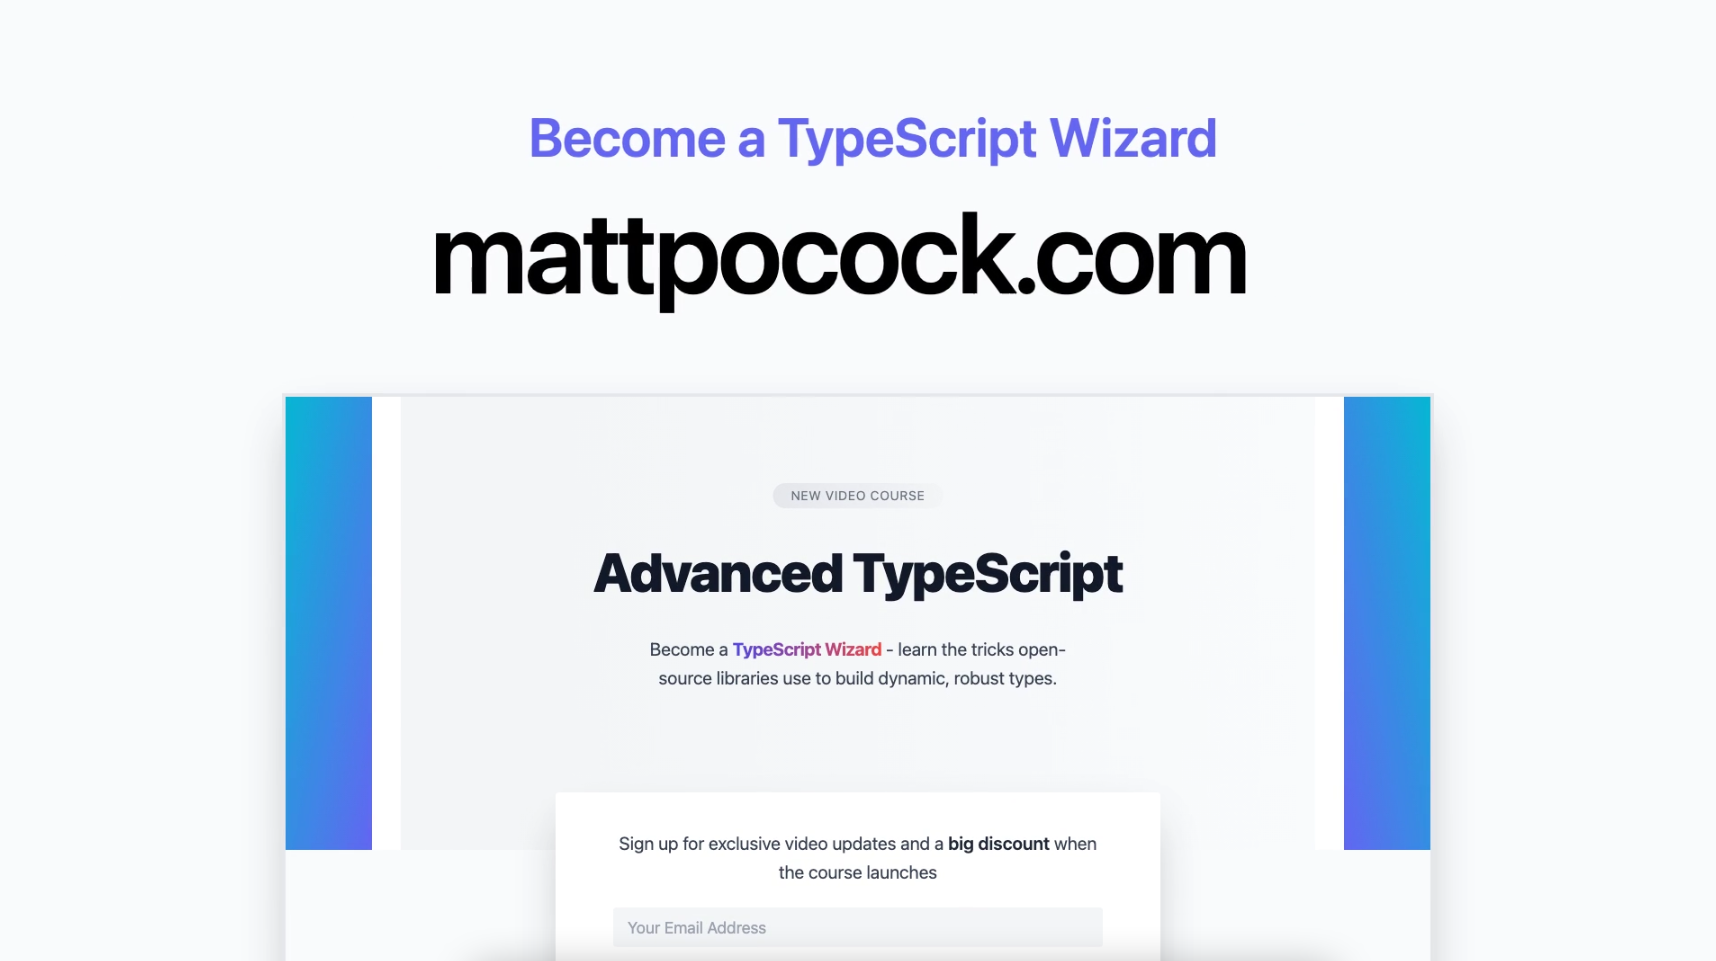 Become a TypeScript Wizard
mattpocock.com
NEW VIDEO COURSE
Advanced TypeScript
Become a TypeScript Wizard - learn the tricks open-
source libraries use to build dynamic, robust types.
Sign up for exclusive video updates and a big discount when
the course launches
Your Email Address